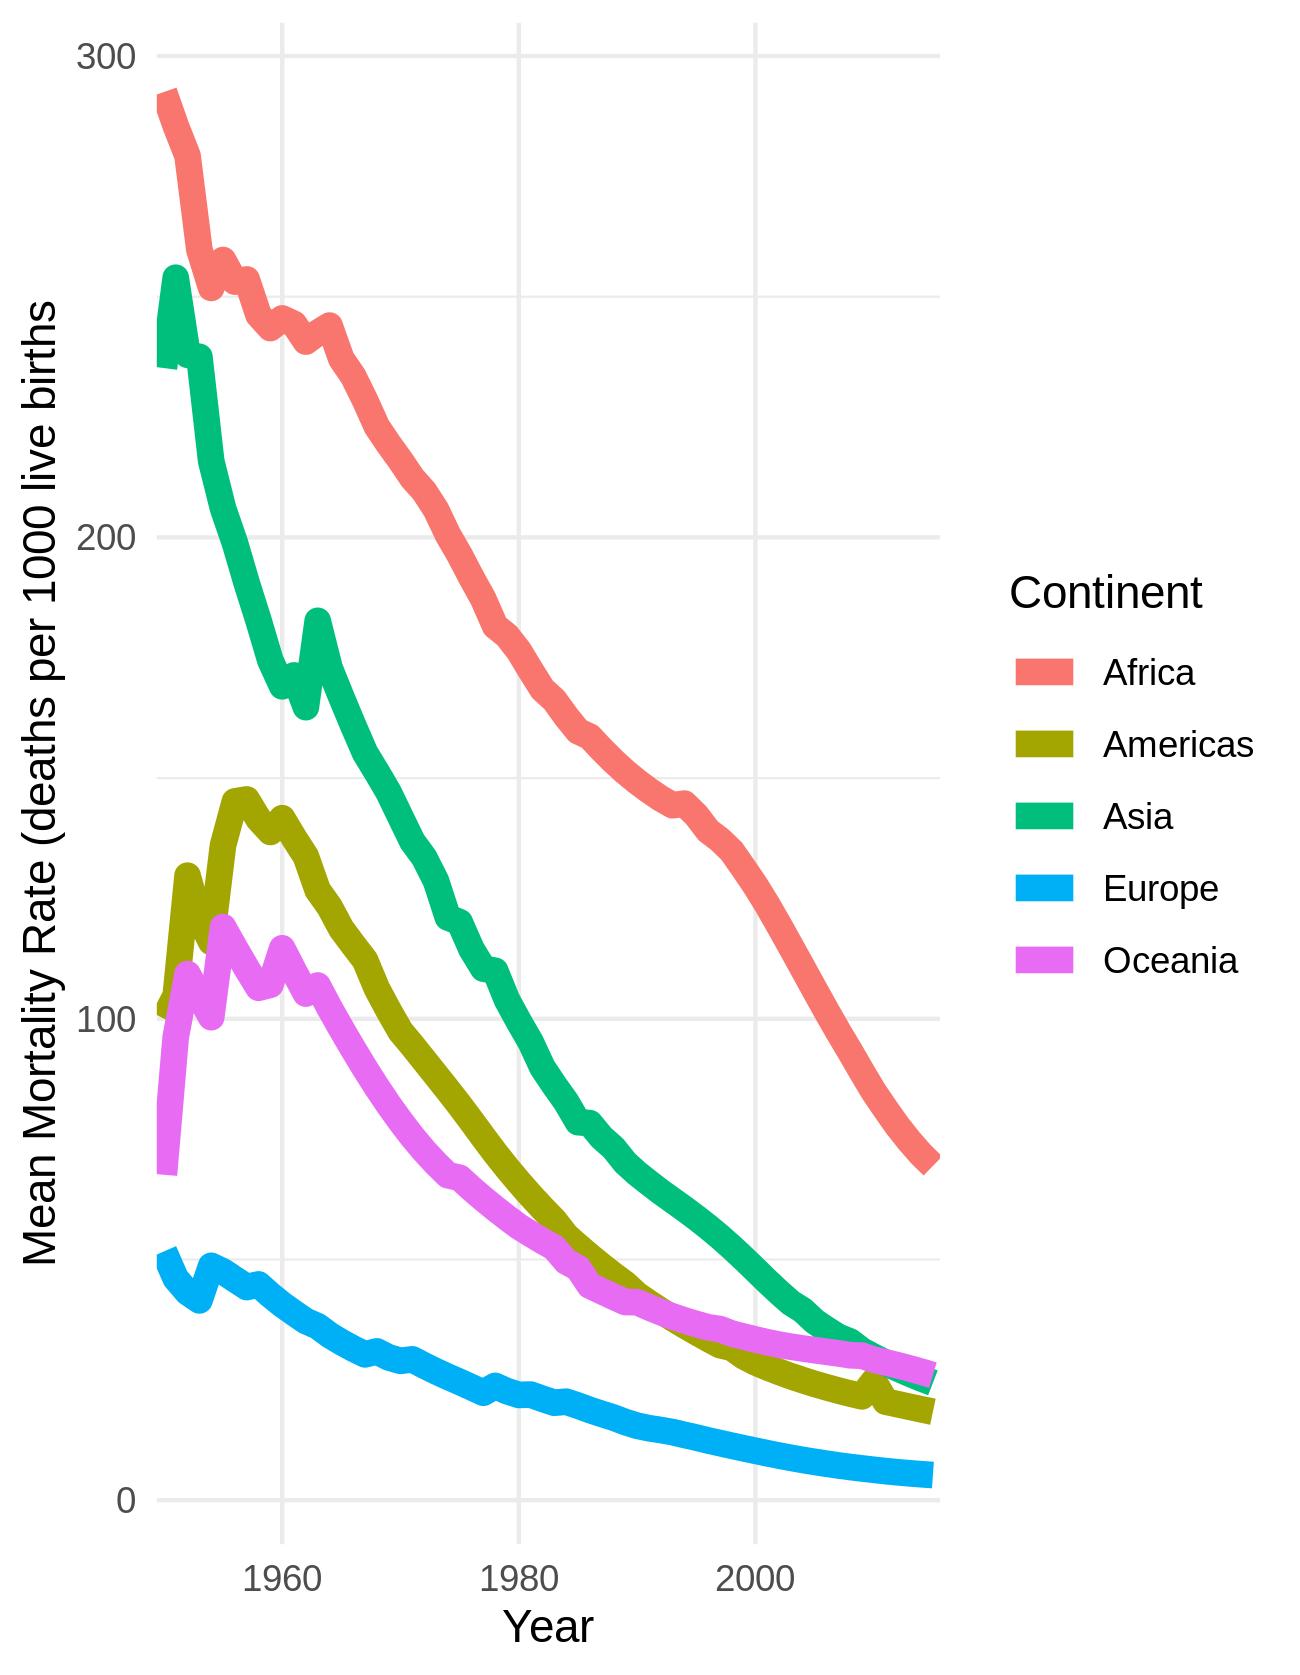 300
200
100
0
Mean Mortality Rate (deaths per 1000 live births
1960 1980 2000
Year
Continent
Africa
Americas
Asia
Europe
Oceania